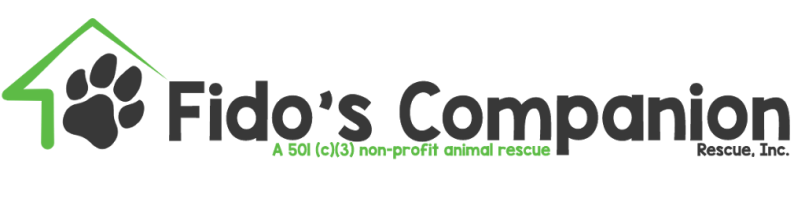 Fido's Companion
A 501 (c)(3) non-profit animal rescue Rescue, Inc.